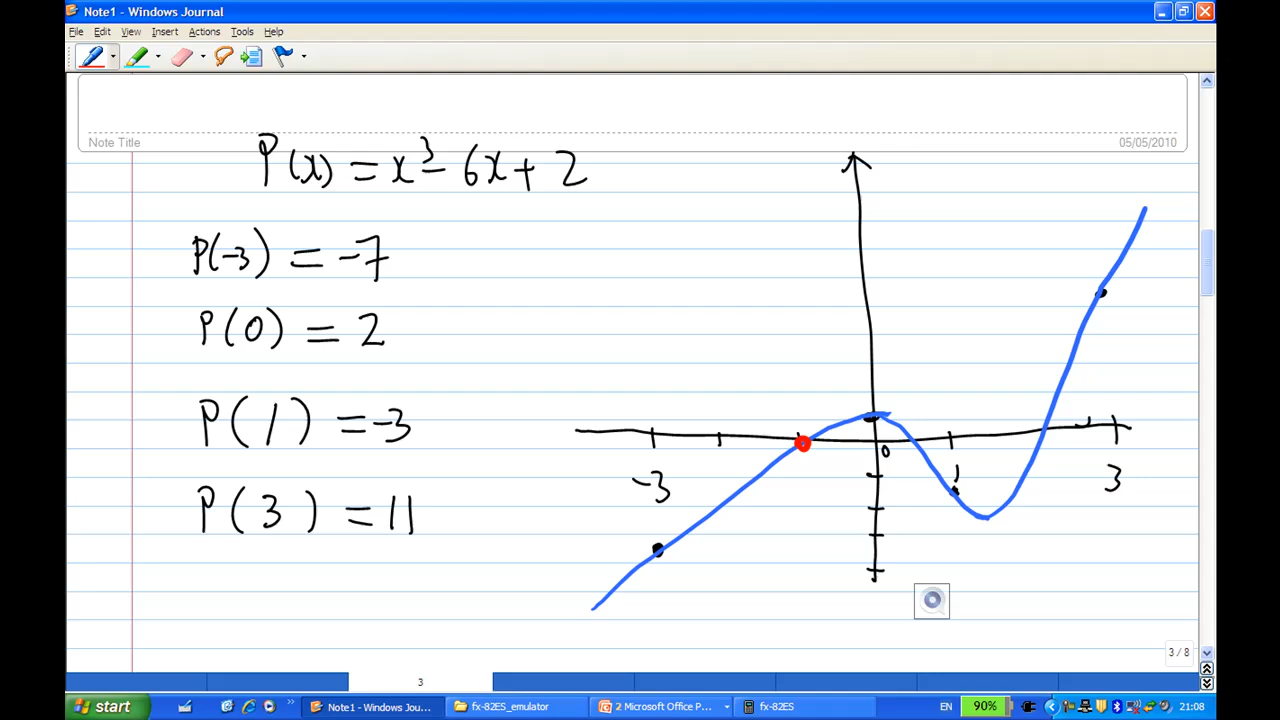 Note1 - Windows Journal
File Edit View Insert Actions Tools Help
Note Title
05/05/2010
P(x) = x³ - 6x + 2
P(-3) = -7
P(0) = 2
P(1) = -3
P(3) = 11
-3
0
1
3
3 / 8
3
start
Note1 - Windows Jou...
fx-82ES_emulator
2 Microsoft Office P...
fx-82ES
EN
90%
21:08